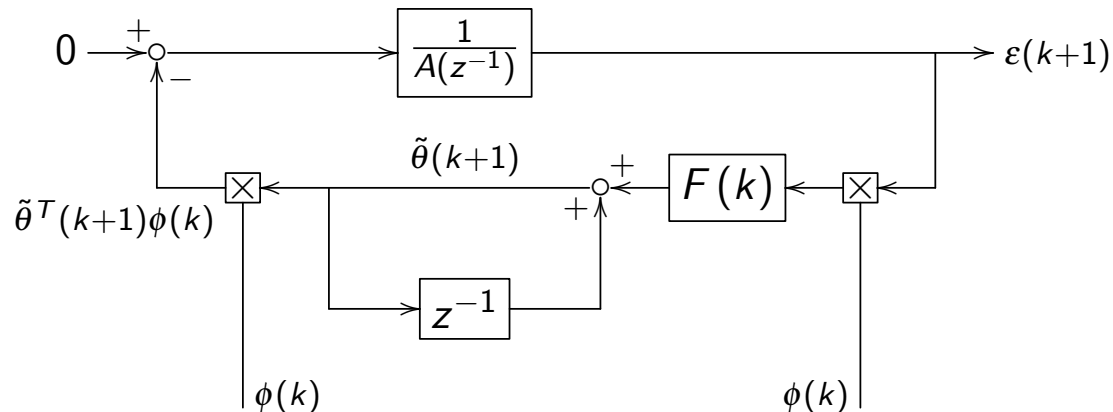 0
+
−
1
A(z⁻¹)
ε(k+1)
θ̃(k+1)
+
+
F(k)
×
×
θ̃ᵀ(k+1)ϕ(k)
z⁻¹
ϕ(k)
ϕ(k)